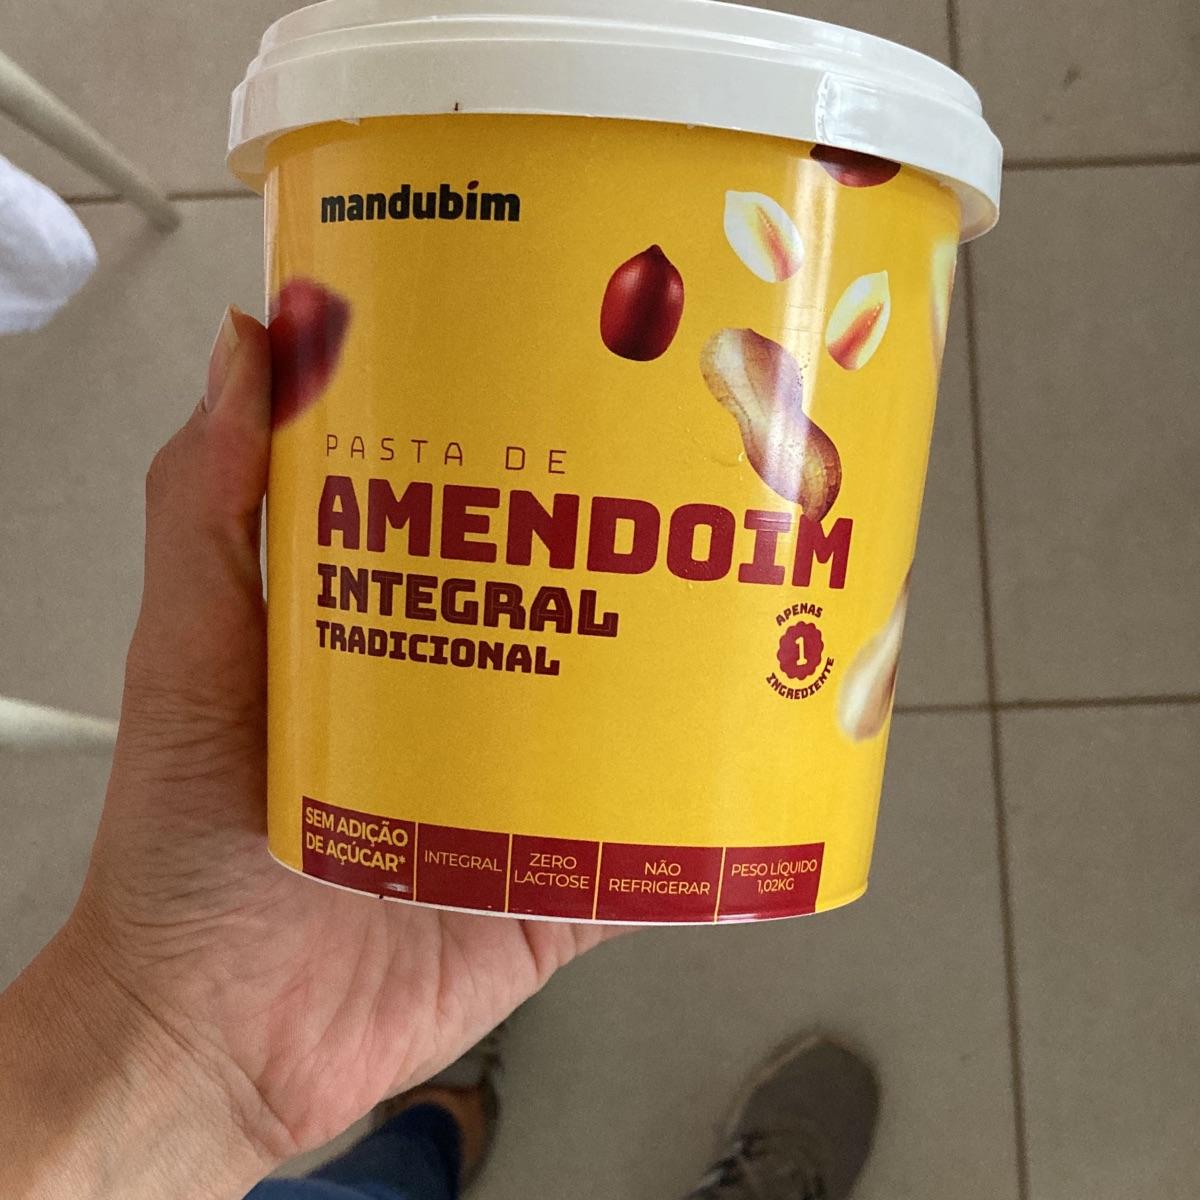 mandubim
PASTA DE
AMENDOIM
INTEGRAL
TRADICIONAL
APENAS
1
INGREDIENTE
SEM ADIÇÃO
DE AÇÚCAR*
INTEGRAL
ZERO
LACTOSE
NÃO
REFRIGERAR
PESO LÍQUIDO
1,02KG